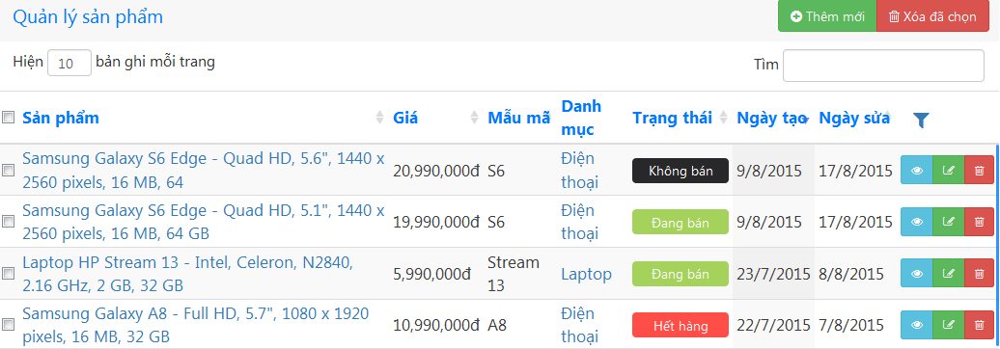 Quản lý sản phẩm
Thêm mới
Xóa đã chọn
Hiện 10 bản ghi mỗi trang
Tìm
Sản phẩm Giá Mẫu mã Danh mục Trạng thái Ngày tạo Ngày sửa
Samsung Galaxy S6 Edge - Quad HD, 5.6", 1440 x
2560 pixels, 16 MB, 64
20,990,000đ S6
Điện
thoại
Không bán 9/8/2015 17/8/2015
Samsung Galaxy S6 Edge - Quad HD, 5.1", 1440 x
2560 pixels, 16 MB, 64 GB
19,990,000đ S6
Điện
thoại
Đang bán 9/8/2015 17/8/2015
Laptop HP Stream 13 - Intel, Celeron, N2840,
2.16 GHz, 2 GB, 32 GB
5,990,000đ
Stream
13
Laptop Đang bán 23/7/2015 8/8/2015
Samsung Galaxy A8 - Full HD, 5.7", 1080 x 1920
pixels, 16 MB, 32 GB
10,990,000đ A8
Điện
thoại
Hết hàng 22/7/2015 7/8/2015